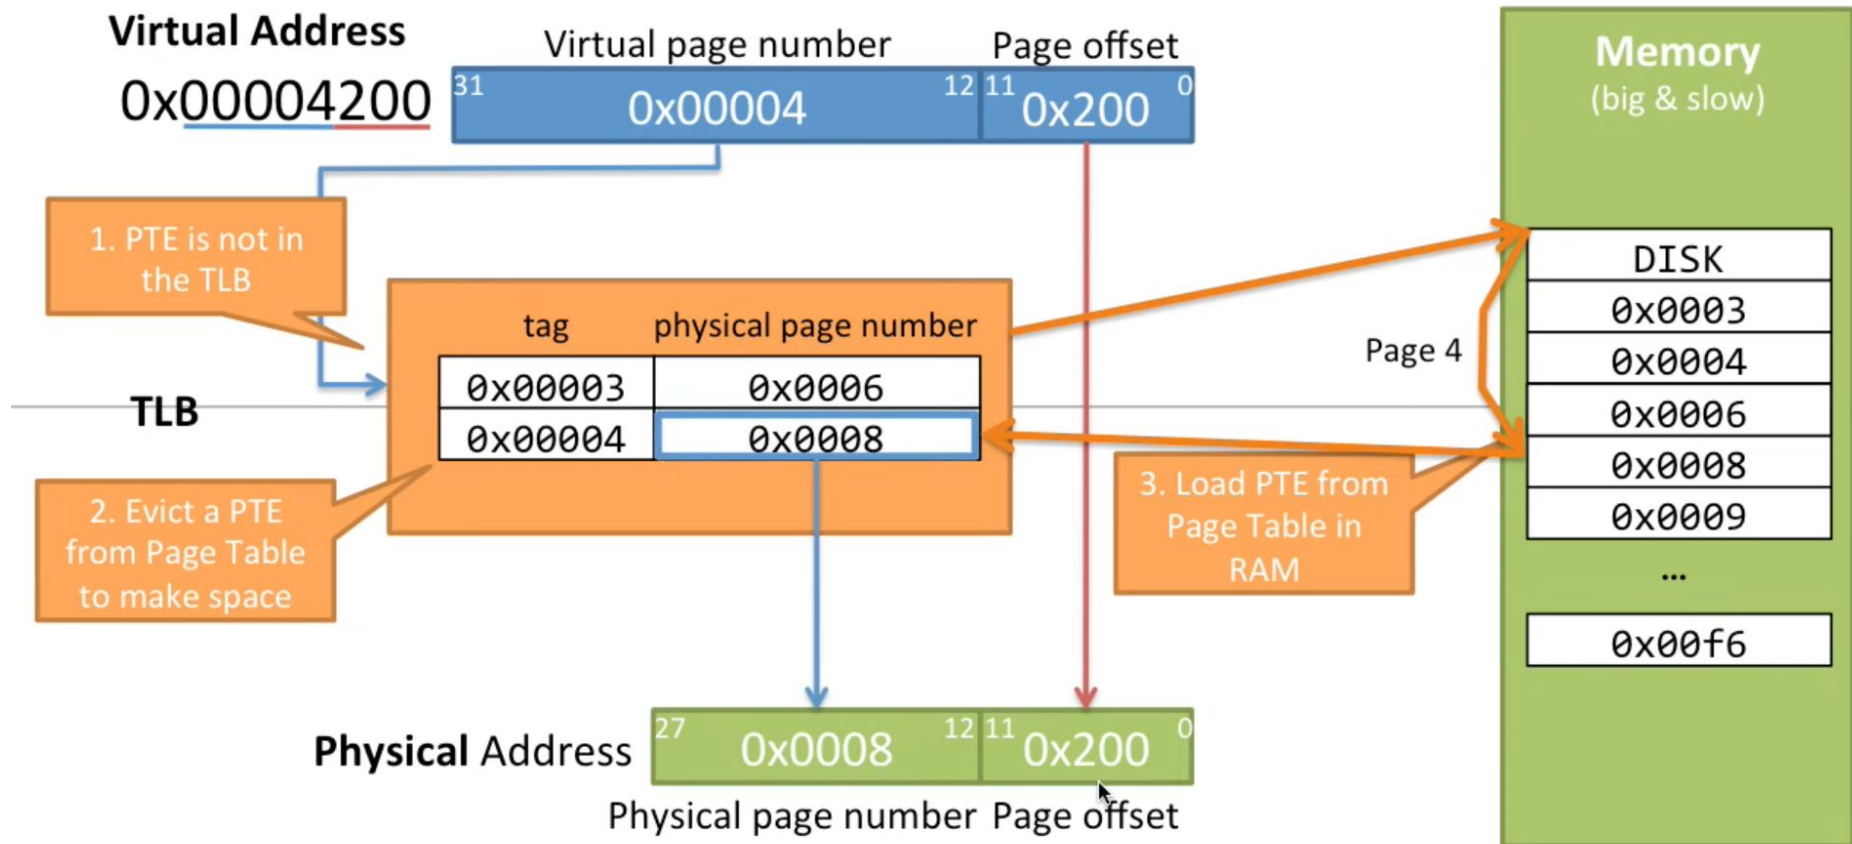 Virtual Address
0x00004200
Virtual page number
Page offset
31
0x00004
12
11
0x200
0
Memory
(big & slow)
1. PTE is not in
the TLB
tag
physical page number
0x00003
0x0006
0x00004
0x0008
TLB
2. Evict a PTE
from Page Table
to make space
Page 4
3. Load PTE from
Page Table in
RAM
DISK
0x0003
0x0004
0x0006
0x0008
0x0009
...
0x00f6
Physical Address
27
0x0008
12
11
0x200
0
Physical page number
Page offset